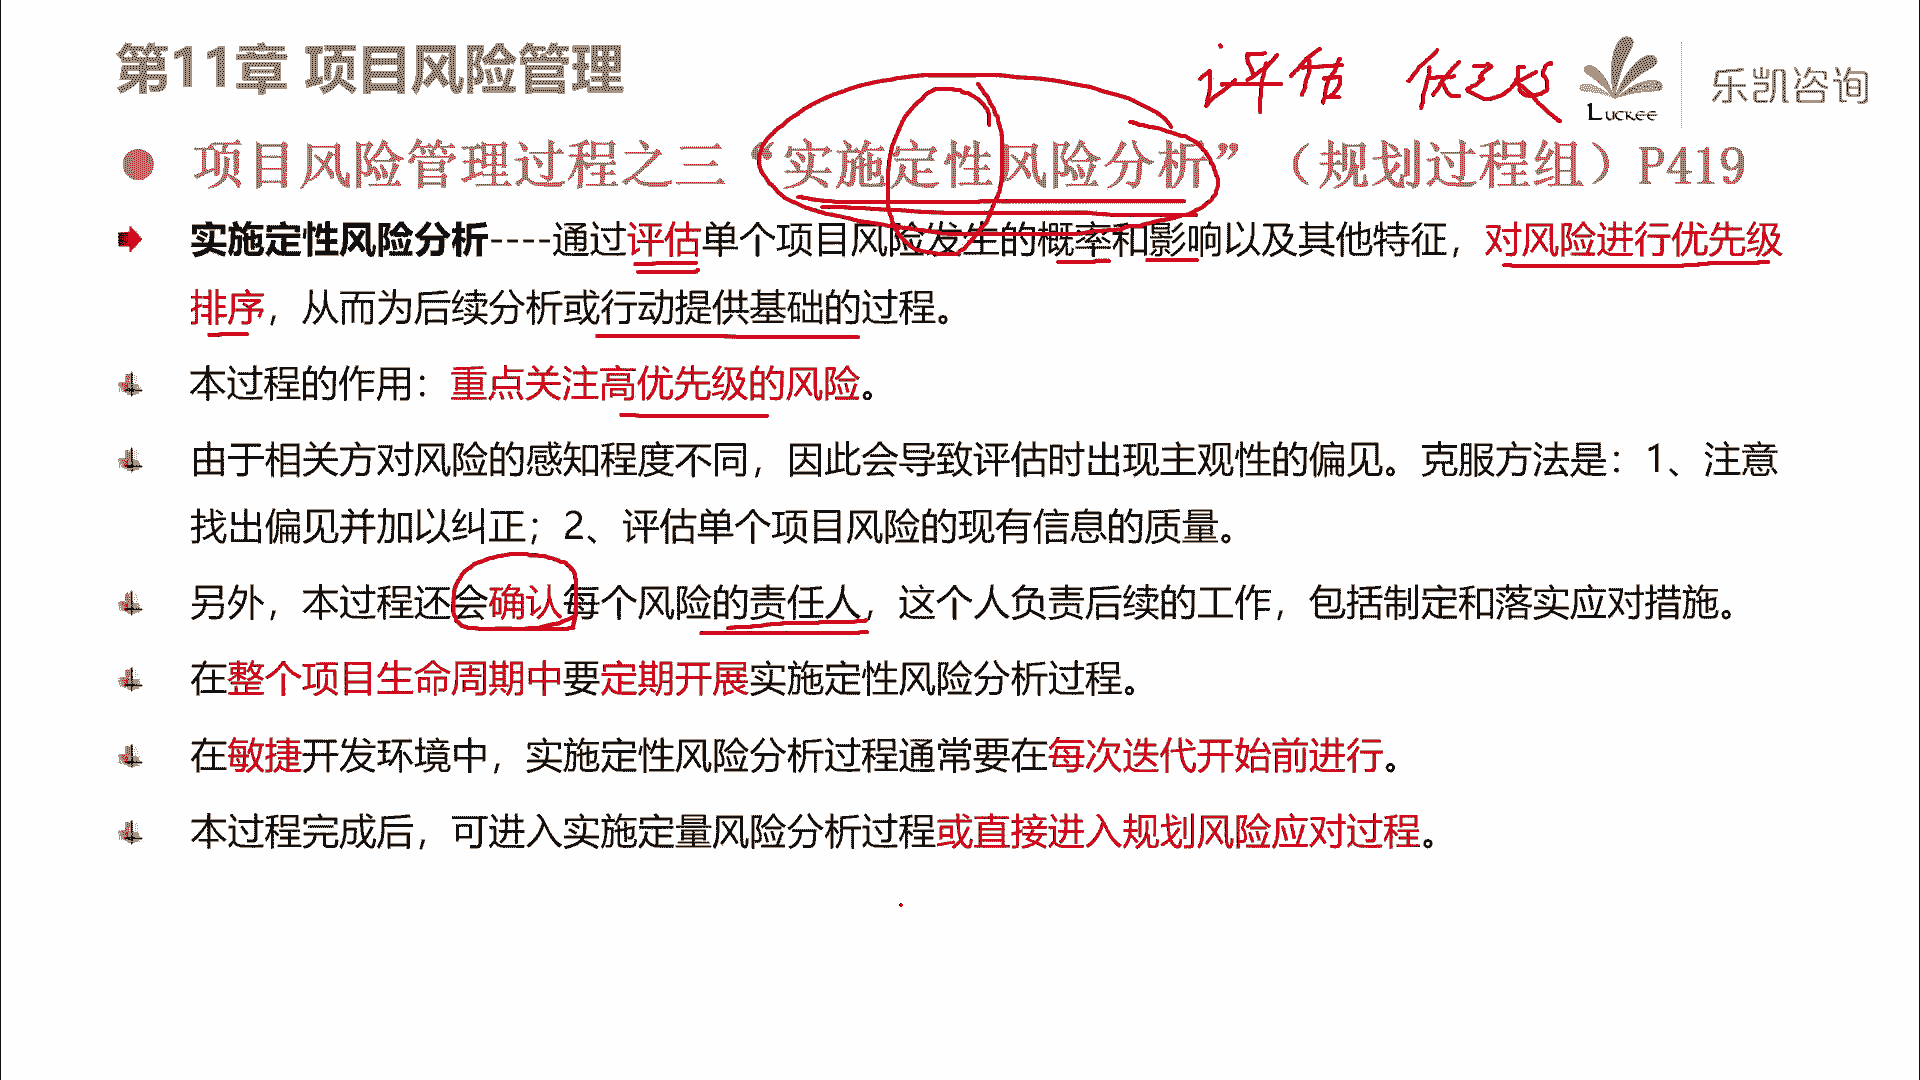 第11章 项目风险管理
评估 优先级
Luckee
乐凯咨询
项目风险管理过程之三“实施定性风险分析”（规划过程组）P419
实施定性风险分析----通过评估单个项目风险发生的概率和影响以及其他特征，对风险进行优先级
排序，从而为后续分析或行动提供基础的过程。
本过程的作用：重点关注高优先级的风险。
由于相关方对风险的感知程度不同，因此会导致评估时出现主观性的偏见。克服方法是：1、注意
找出偏见并加以纠正；2、评估单个项目风险的现有信息的质量。
另外，本过程还会确认每个风险的责任人，这个人负责后续的工作，包括制定和落实应对措施。
在整个项目生命周期中要定期开展实施定性风险分析过程。
在敏捷开发环境中，实施定性风险分析过程通常要在每次迭代开始前进行。
本过程完成后，可进入实施定量风险分析过程或直接进入规划风险应对过程。